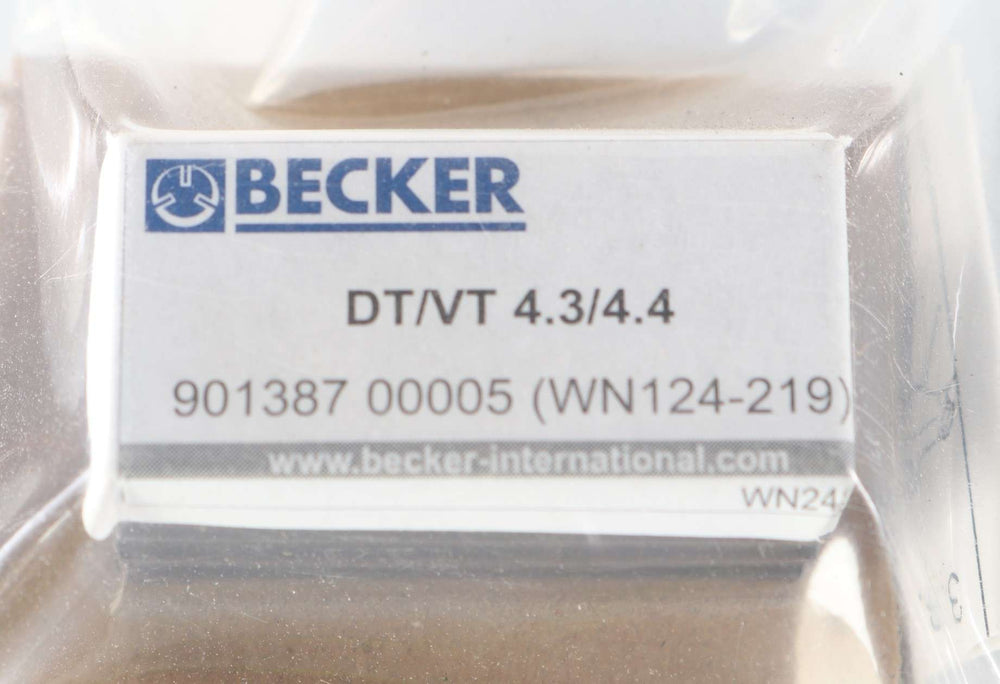 BECKER
DT/VT 4.3/4.4
901387 00005 (WN124-219)
www.becker-international.com